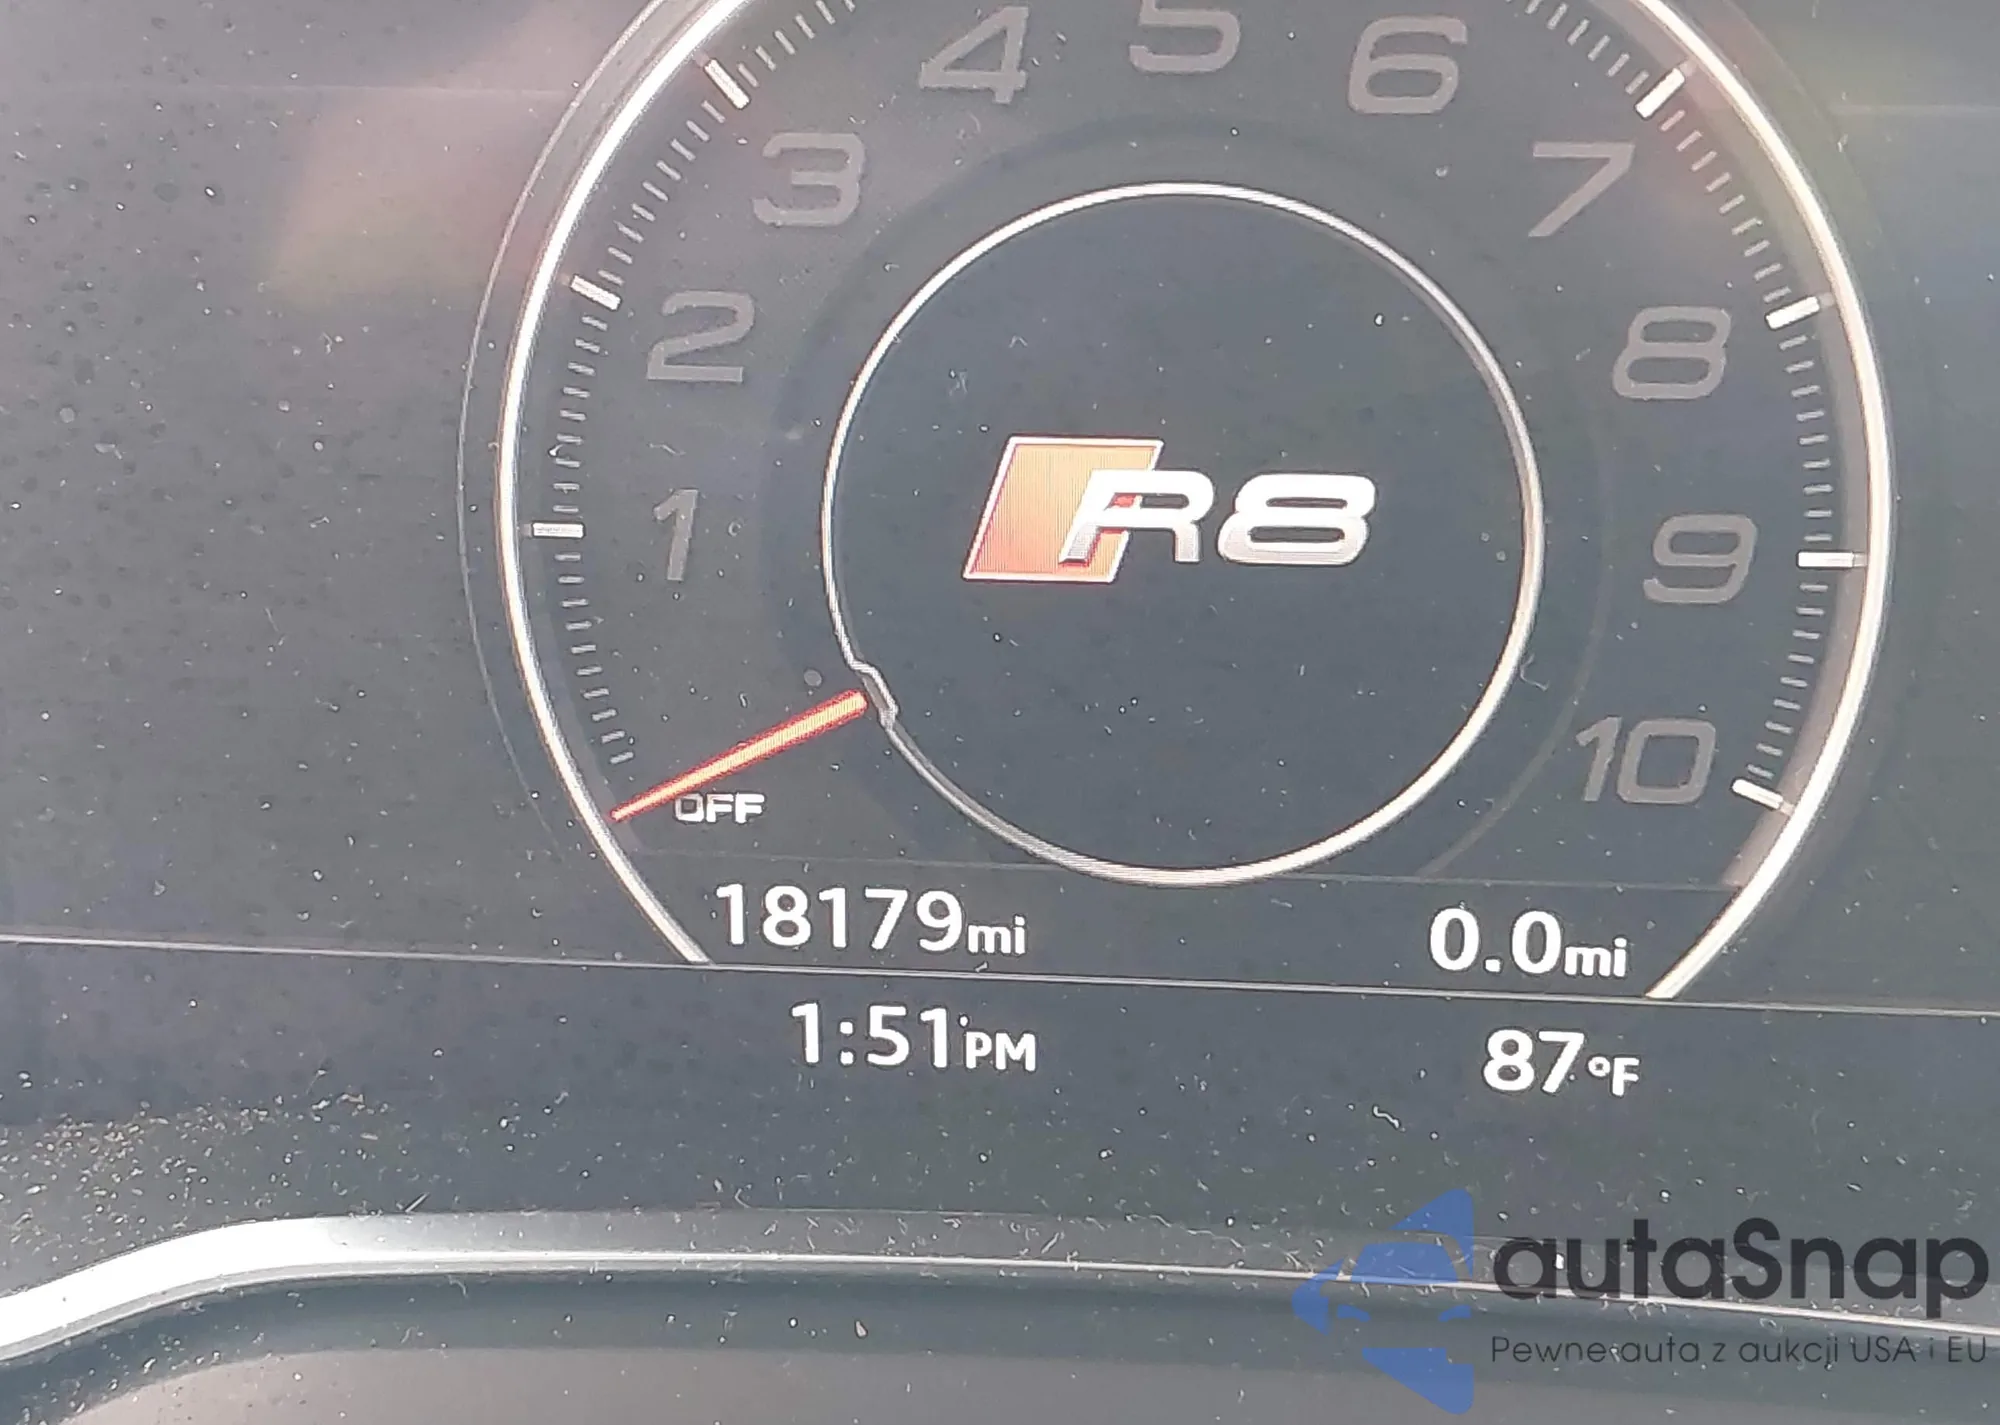 4 5 6
3 7
2 8
R8
1 9
10
OFF
18179mi 0.0mi
1:51PM 87°F
autaSnap
Pewne auta z aukcji USA i EU